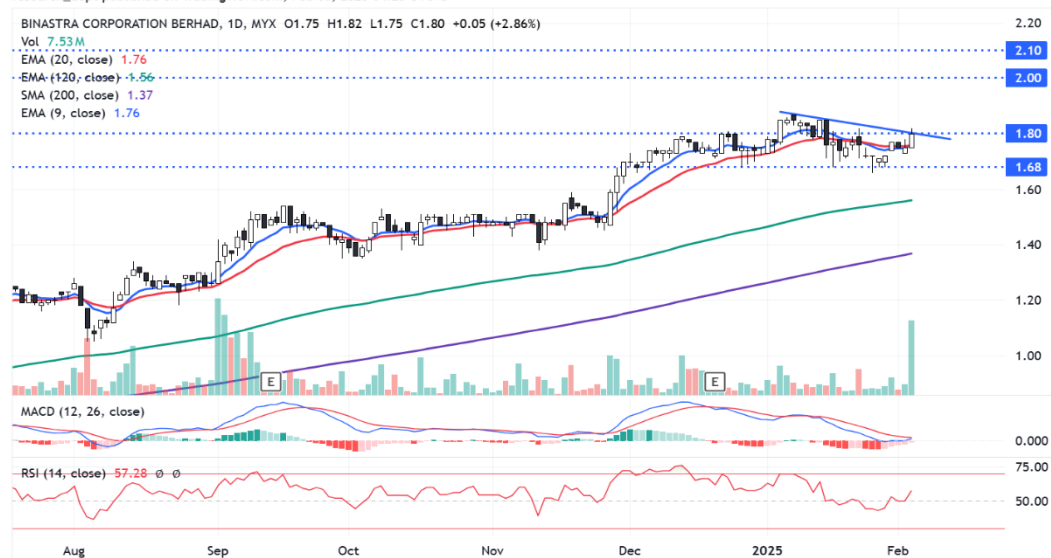 BINASTRA CORPORATION BERHAD, 1D, MYX O1.75 H1.82 L1.75 C1.80 +0.05 (+2.86%)
Vol 7.53M
EMA (20, close) 1.76
EMA (120, close) 1.56
SMA (200, close) 1.37
EMA (9, close) 1.76
2.20
2.10
2.00
1.80
1.68
1.60
1.40
1.20
1.00
E E
MACD (12, 26, close)
0.000
RSI (14, close) 57.28 ∅ ∅
75.00
50.00
Aug Sep Oct Nov Dec 2025 Feb